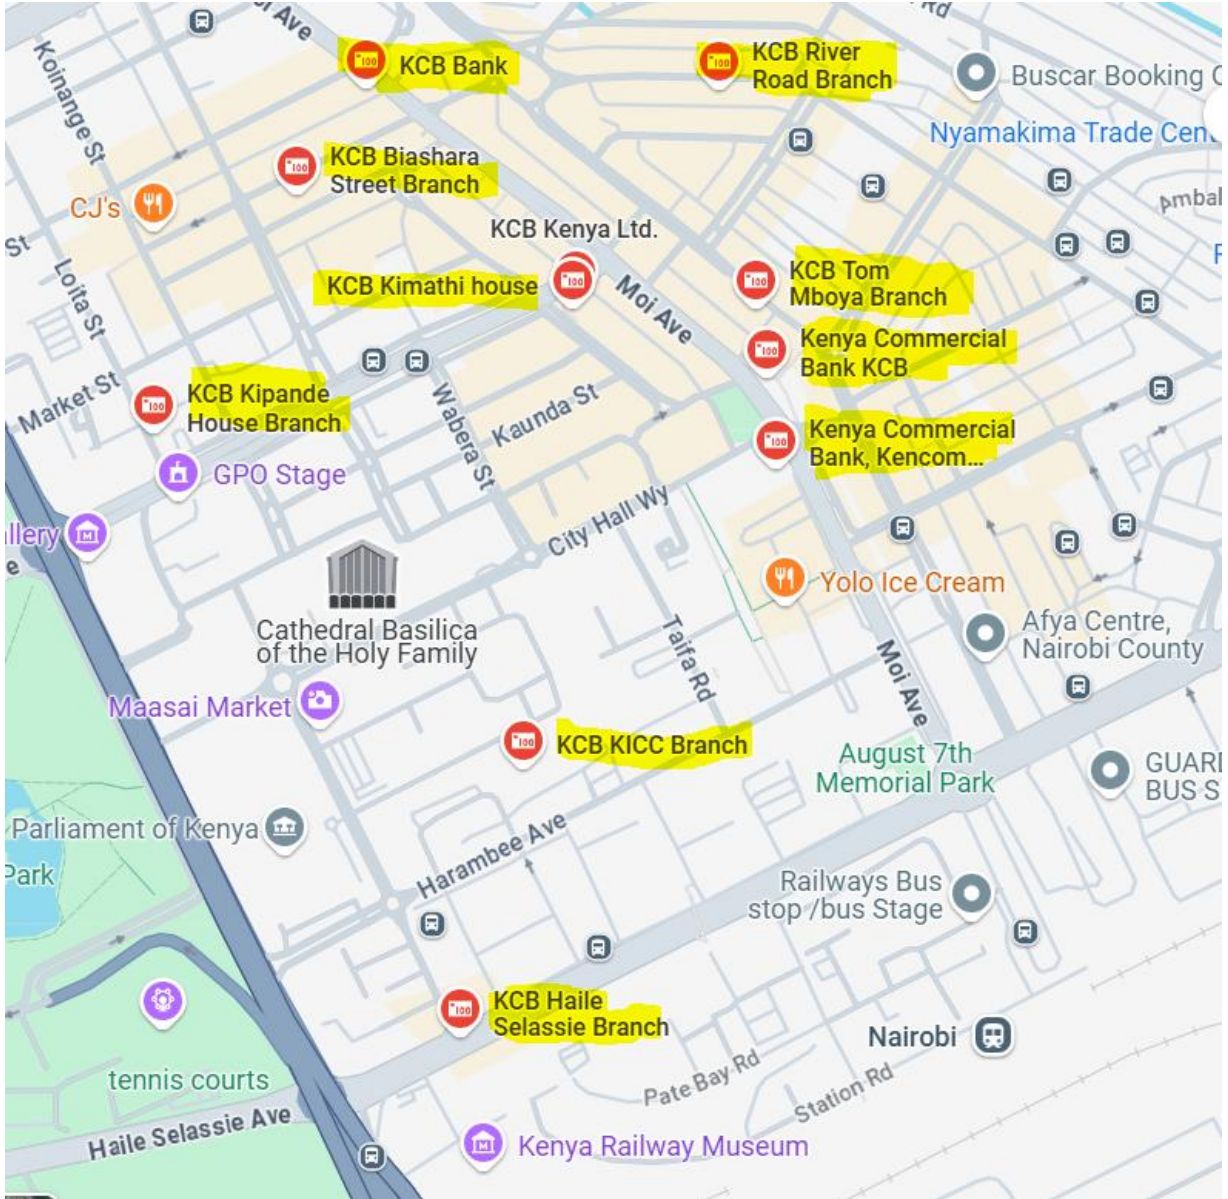 Koinange St
Moi Ave
Rd
KCB Bank
KCB River
Road Branch
Buscar Booking C
Nyamakima Trade Cent
KCB Biashara
Street Branch
CJ's
St
KCB Kenya Ltd.
KCB Kimathi house
Moi Ave
KCB Tom
Mboya Branch
Loita St
Kenya Commercial
Bank KCB
Market St
KCB Kipande
House Branch
Wabera St
Kaunda St
Kenya Commercial
Bank, Kencom...
GPO Stage
City Hall Wy
llery
e
Yolo Ice Cream
Cathedral Basilica
of the Holy Family
Taifa Rd
Afya Centre,
Nairobi County
Moi Ave
Maasai Market
KCB KICC Branch
August 7th
Memorial Park
GUARD
BUS S
Parliament of Kenya
Park
Harambee Ave
Railways Bus
stop /bus Stage
KCB Haile
Selassie Branch
Nairobi
tennis courts
Pate Bay Rd
Station Rd
Haile Selassie Ave
Kenya Railway Museum